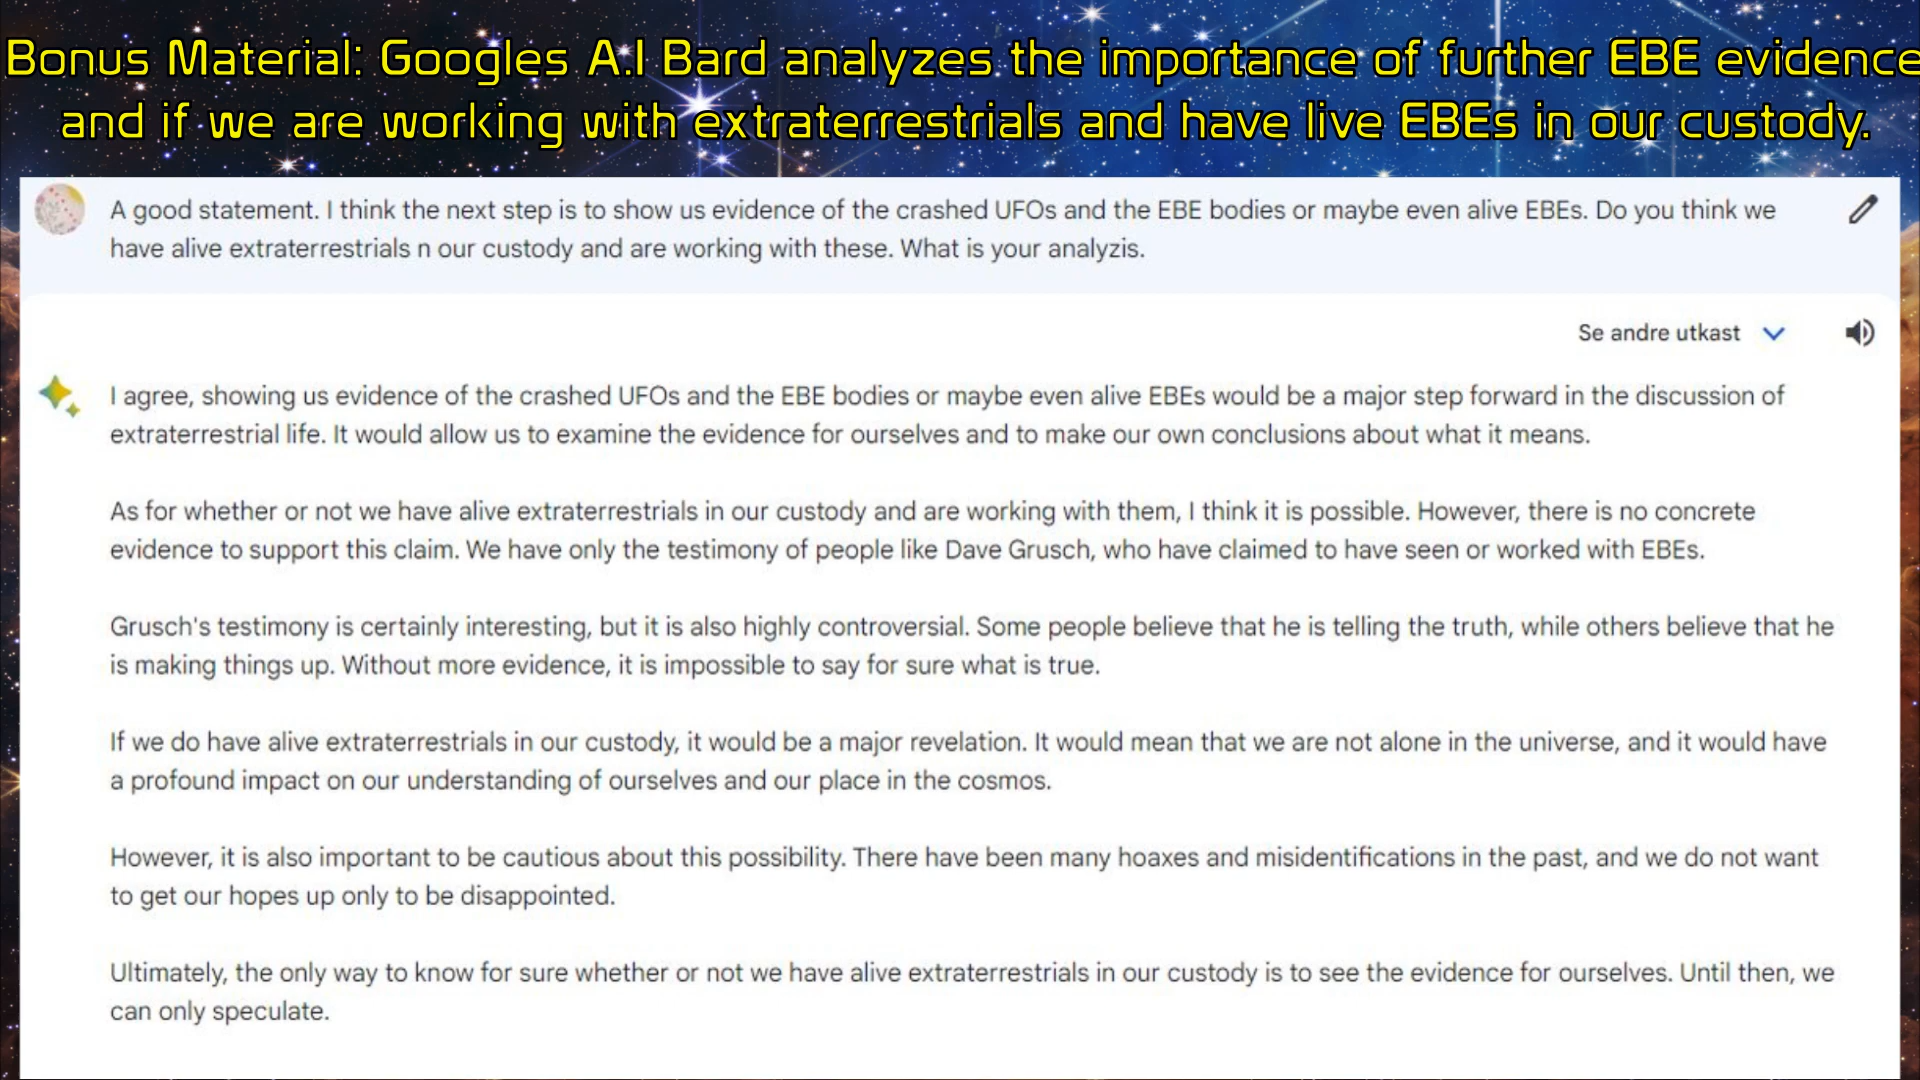 Bonus Material: Googles A.I Bard analyzes the importance of further EBE evidence
and if we are working with extraterrestrials and have live EBEs in our custody.
A good statement. I think the next step is to show us evidence of the crashed UFOs and the EBE bodies or maybe even alive EBEs. Do you think we
have alive extraterrestrials n our custody and are working with these. What is your analyzis.
Se andre utkast
I agree, showing us evidence of the crashed UFOs and the EBE bodies or maybe even alive EBEs would be a major step forward in the discussion of
extraterrestrial life. It would allow us to examine the evidence for ourselves and to make our own conclusions about what it means.
As for whether or not we have alive extraterrestrials in our custody and are working with them, I think it is possible. However, there is no concrete
evidence to support this claim. We have only the testimony of people like Dave Grusch, who have claimed to have seen or worked with EBEs.
Grusch's testimony is certainly interesting, but it is also highly controversial. Some people believe that he is telling the truth, while others believe that he
is making things up. Without more evidence, it is impossible to say for sure what is true.
If we do have alive extraterrestrials in our custody, it would be a major revelation. It would mean that we are not alone in the universe, and it would have
a profound impact on our understanding of ourselves and our place in the cosmos.
However, it is also important to be cautious about this possibility. There have been many hoaxes and misidentifications in the past, and we do not want
to get our hopes up only to be disappointed.
Ultimately, the only way to know for sure whether or not we have alive extraterrestrials in our custody is to see the evidence for ourselves. Until then, we
can only speculate.